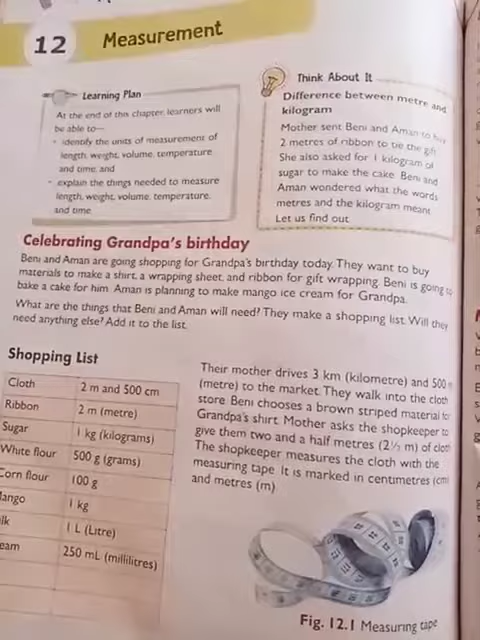 12 Measurement
Learning Plan
At the end of this chapter, learners will
be able to—
• identify the units of measurement of
length, weight, volume, temperature
and time, and
• explain the things needed to measure
length, weight, volume, temperature,
and time
Think About It
Difference between metre and
kilogram
Mother sent Beni and Aman to buy
2 metres of ribbon to tie the gift.
She also asked for 1 kilogram of
sugar to make the cake. Beni and
Aman wondered what the words
metres and the kilogram meant.
Let us find out.
Celebrating Grandpa's birthday
Beni and Aman are going shopping for Grandpa's birthday today. They want to buy
materials to make a shirt, a wrapping sheet, and ribbon for gift wrapping. Beni is going to
bake a cake for him. Aman is planning to make mango ice cream for Grandpa.
What are the things that Beni and Aman will need? They make a shopping list. Will they
need anything else? Add it to the list.
Shopping List
Cloth 2 m and 500 cm
Ribbon 2 m (metre)
Sugar 1 kg (kilograms)
White flour 500 g (grams)
Corn flour 100 g
ango 1 kg
ilk 1 L (Litre)
eam 250 mL (millilitres)
Their mother drives 3 km (kilometre) and 500 m
(metre) to the market. They walk into the cloth
store. Beni chooses a brown striped material for
Grandpa's shirt. Mother asks the shopkeeper to
give them two and a half metres (2½ m) of cloth.
The shopkeeper measures the cloth with the
measuring tape. It is marked in centimetres (cm)
and metres (m).
Fig. 12.1 Measuring tape